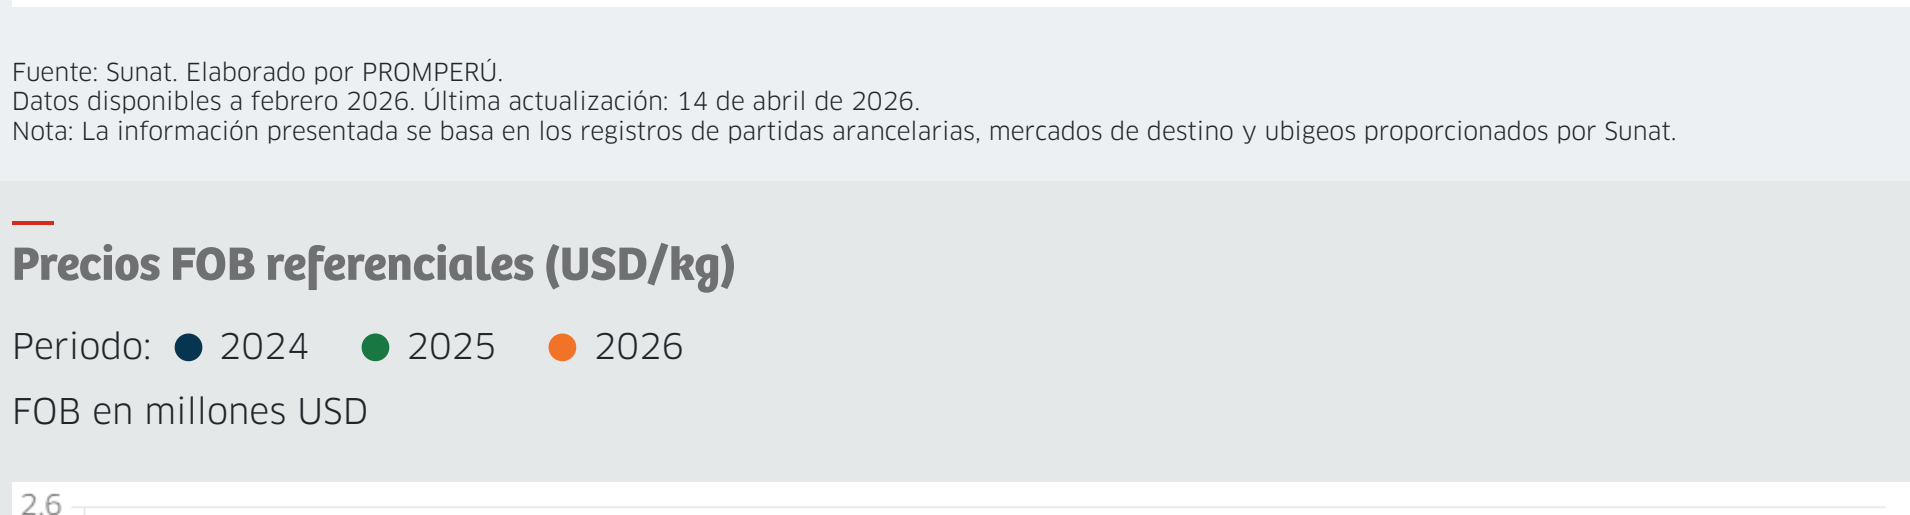 Fuente: Sunat. Elaborado por PROMPERÚ.
Datos disponibles a febrero 2026. Última actualización: 14 de abril de 2026.
Nota: La información presentada se basa en los registros de partidas arancelarias, mercados de destino y ubigeos proporcionados por Sunat.
Precios FOB referenciales (USD/kg)
Periodo: 2024 2025 2026
FOB en millones USD
2.6